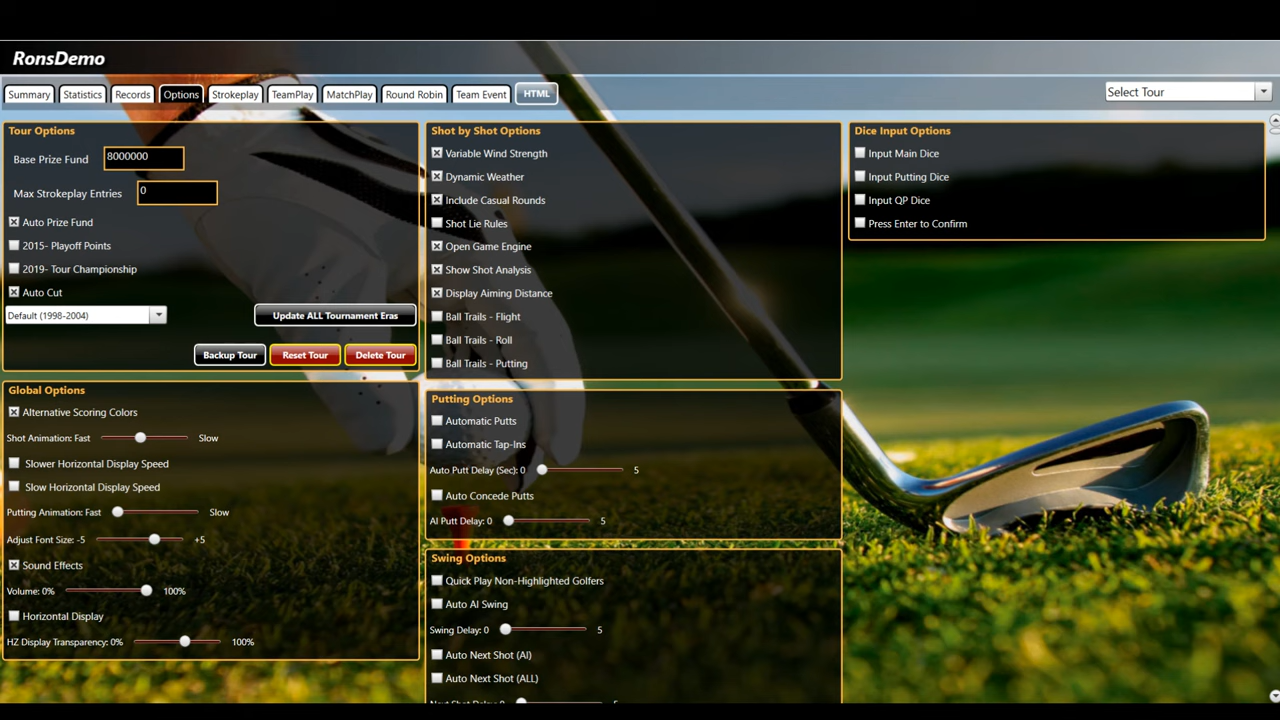 RonsDemo
Summary Statistics Records Options Strokeplay TeamPlay MatchPlay Round Robin Team Event HTML Select Tour
Tour Options
Base Prize Fund 8000000
Max Strokeplay Entries 0
Auto Prize Fund
2015- Playoff Points
2019- Tour Championship
Auto Cut
Default (1998-2004) Update ALL Tournament Eras
Backup Tour Reset Tour Delete Tour
Global Options
Alternative Scoring Colors
Shot Animation: Fast Slow
Slower Horizontal Display Speed
Slow Horizontal Display Speed
Putting Animation: Fast Slow
Adjust Font Size: -5 +5
Sound Effects
Volume: 0% 100%
Horizontal Display
HZ Display Transparency: 0% 100%
Shot by Shot Options
Variable Wind Strength
Dynamic Weather
Include Casual Rounds
Shot Lie Rules
Open Game Engine
Show Shot Analysis
Display Aiming Distance
Ball Trails - Flight
Ball Trails - Roll
Ball Trails - Putting
Putting Options
Automatic Putts
Automatic Tap-Ins
Auto Putt Delay (Sec): 0 5
Auto Concede Putts
AI Putt Delay: 0 5
Swing Options
Quick Play Non-Highlighted Golfers
Auto AI Swing
Swing Delay: 0 5
Auto Next Shot (AI)
Auto Next Shot (ALL)
Next Shot Delay: 0 5
Dice Input Options
Input Main Dice
Input Putting Dice
Input QP Dice
Press Enter to Confirm